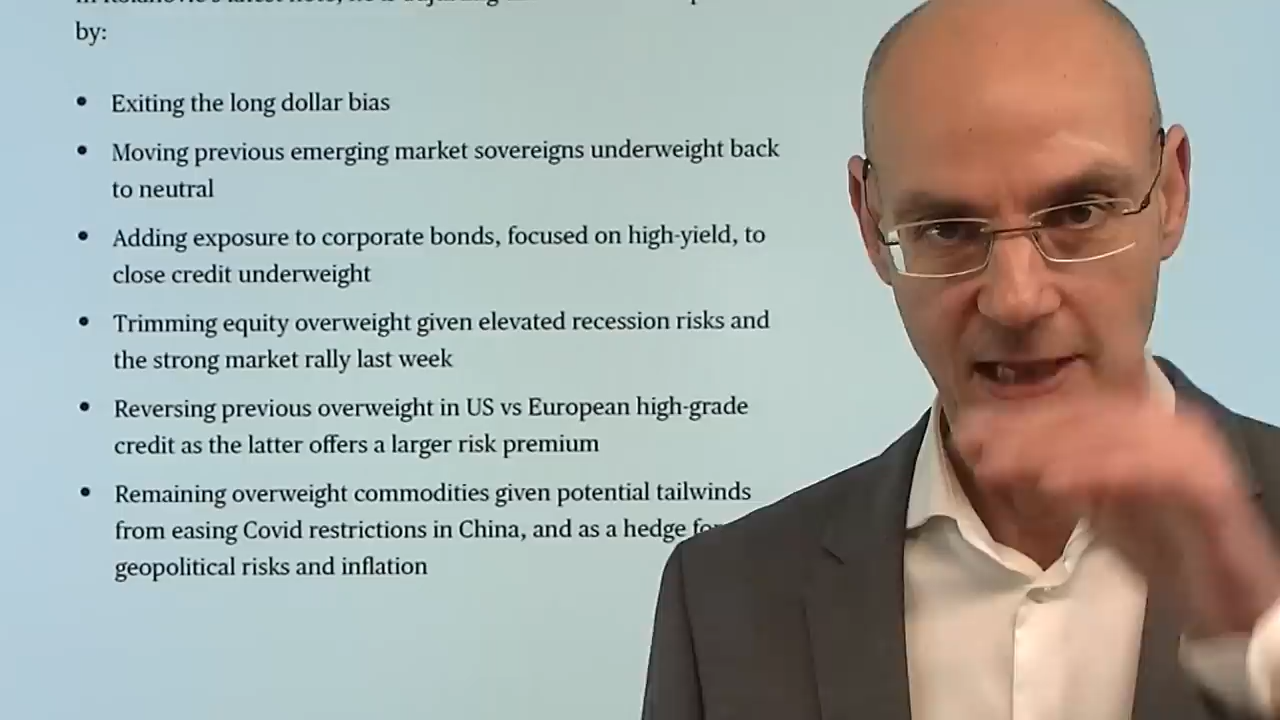 by:
• Exiting the long dollar bias
• Moving previous emerging market sovereigns underweight back
to neutral
• Adding exposure to corporate bonds, focused on high-yield, to
close credit underweight
• Trimming equity overweight given elevated recession risks and
the strong market rally last week
• Reversing previous overweight in US vs European high-grade
credit as the latter offers a larger risk premium
• Remaining overweight commodities given potential tailwinds
from easing Covid restrictions in China, and as a hedge for
geopolitical risks and inflation